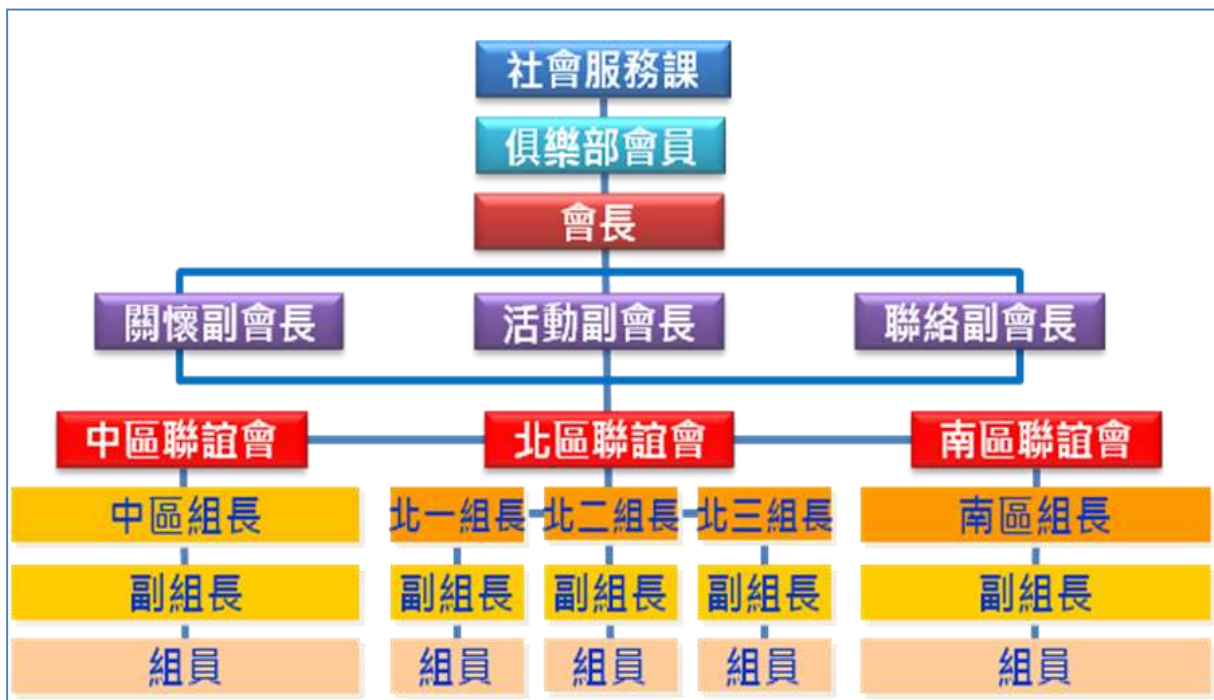 社會服務課
俱樂部會員
會長
關懷副會長 活動副會長 聯絡副會長
中區聯誼會 北區聯誼會 南區聯誼會
中區組長 北一組長 北二組長 北三組長 南區組長
副組長 副組長 副組長 副組長 副組長
組員 組員 組員 組員 組員